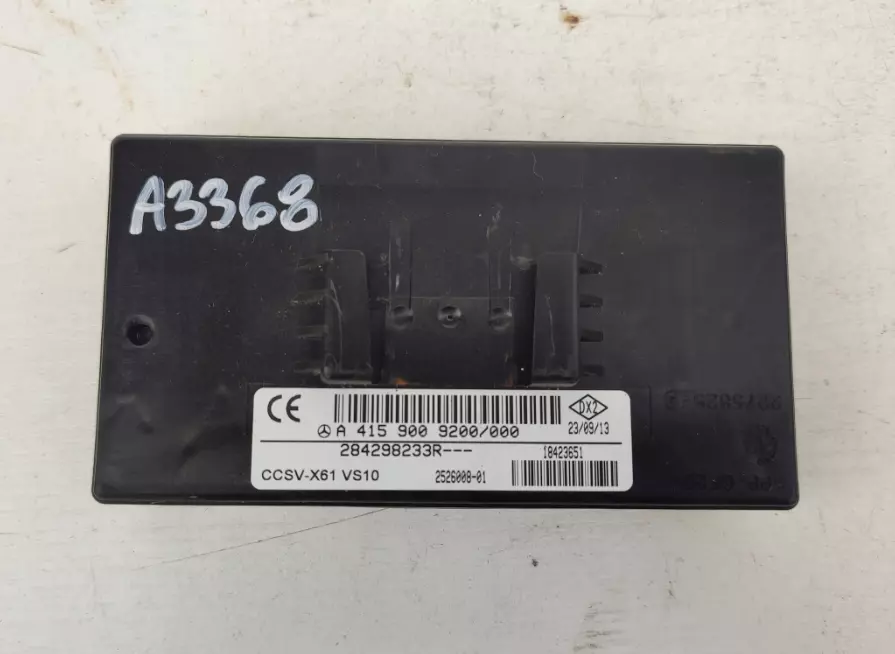 A3368
CE
DXZ
A 415 900 9200/000
23/09/13
284298233R---
18423651
CCSV-X61 VS10
2526008-01